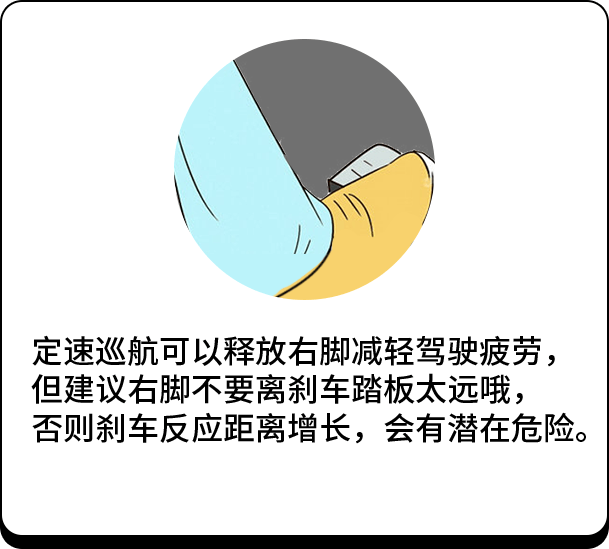 定速巡航可以释放右脚减轻驾驶疲劳，
但建议右脚不要离刹车踏板太远哦，
否则刹车反应距离增长，会有潜在危险。